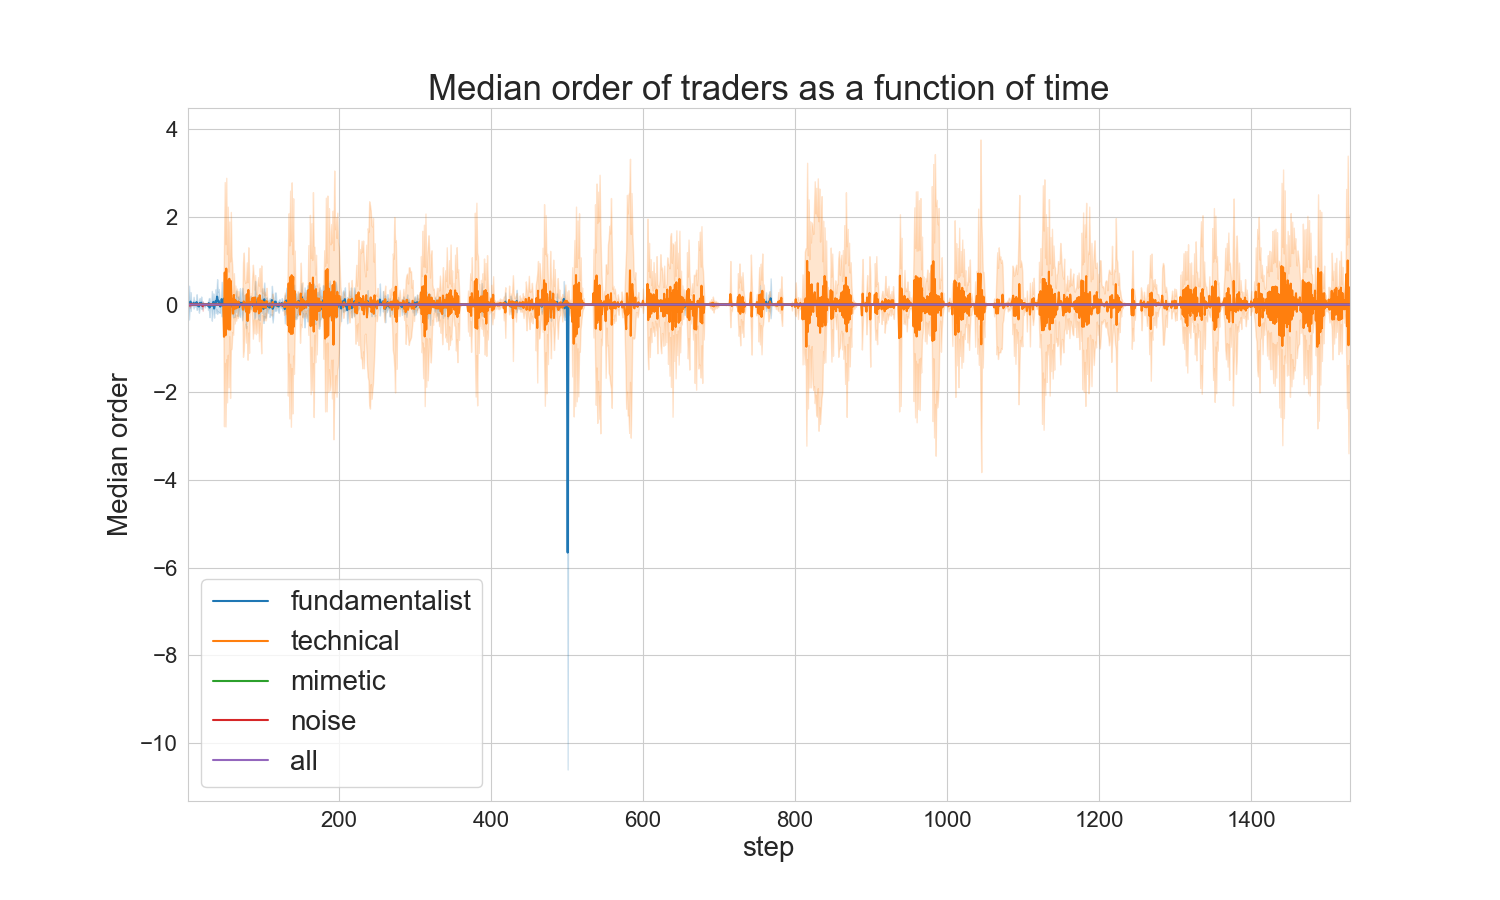 Median order of traders as a function of time
4
2
0
−2
−4
−6
−8
−10
Median order
fundamentalist
technical
mimetic
noise
all
200
400
600
800
1000
1200
1400
step